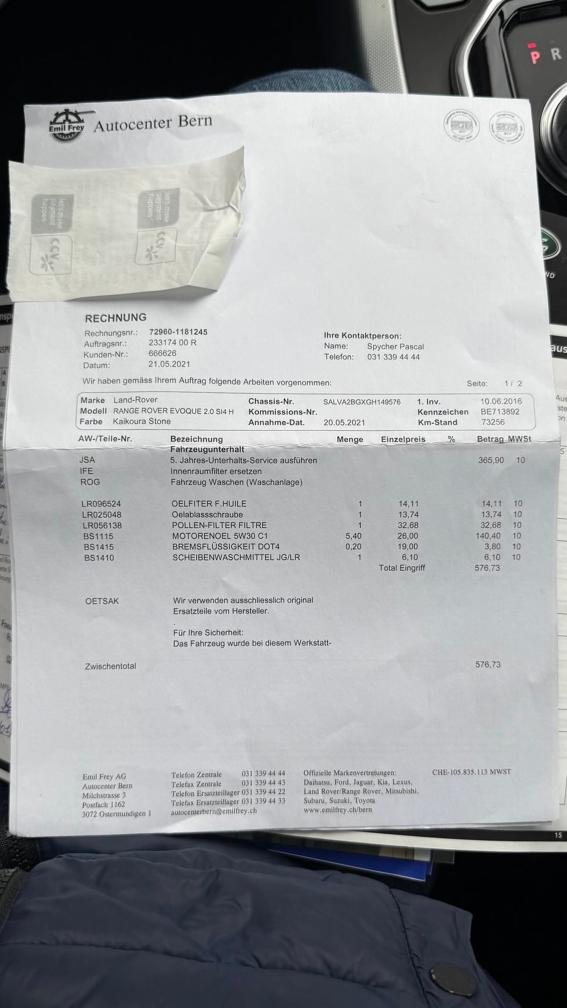 P R
Emil Frey
Autocenter Bern
CCV
CCV
RECHNUNG
Rechnungsnr.: 72960-1181245
Auftragsnr.: 233174 00 R
Kunden-Nr.: 666626
Datum: 21.05.2021
Ihre Kontaktperson:
Name: Spycher Pascal
Telefon: 031 339 44 44
Wir haben gemäss Ihrem Auftrag folgende Arbeiten vorgenommen:
Seite: 1 / 2
Marke Land-Rover Chassis-Nr. SALVA2BGXGH149576 1. Inv. 10.06.2016
Modell RANGE ROVER EVOQUE 2.0 SI4 H Kommissions-Nr. Kennzeichen BE713892
Farbe Kaikoura Stone Annahme-Dat. 20.05.2021 Km-Stand 73256
AW-/Teile-Nr. Bezeichnung Menge Einzelpreis % Betrag MWSt
Fahrzeugunterhalt
JSA 5. Jahres-Unterhalts-Service ausführen 365,90 10
IFE Innenraumfilter ersetzen
ROG Fahrzeug Waschen (Waschanlage)
LR096524 OELFITER F.HUILE 1 14,11 14,11 10
LR025048 Oelablassschraube 1 13,74 13,74 10
LR056138 POLLEN-FILTER FILTRE 1 32,68 32,68 10
BS1115 MOTORENOEL 5W30 C1 5,40 26,00 140,40 10
BS1415 BREMSFLÜSSIGKEIT DOT4 0,20 19,00 3,80 10
BS1410 SCHEIBENWASCHMITTEL JG/LR 1 6,10 6,10 10
Total Eingriff 576,73
OETSAK Wir verwenden ausschliesslich original
Ersatzteile vom Hersteller.
.
Für Ihre Sicherheit:
Das Fahrzeug wurde bei diesem Werkstatt-
Zwischentotal 576,73
Emil Frey AG
Autocenter Bern
Milchstrasse 3
Postfach 1162
3072 Ostermundigen 1
Telefon Zentrale 031 339 44 44
Telefax Zentrale 031 339 44 43
Telefon Ersatzteillager 031 339 44 22
Telefax Ersatzteillager 031 339 44 33
autocenterbern@emilfrey.ch
Offizielle Markenvertretungen:
Daihatsu, Ford, Jaguar, Kia, Lexus,
Land Rover/Range Rover, Mitsubishi,
Subaru, Suzuki, Toyota
www.emilfrey.ch/bern
CHE-105.835.113 MWST
15